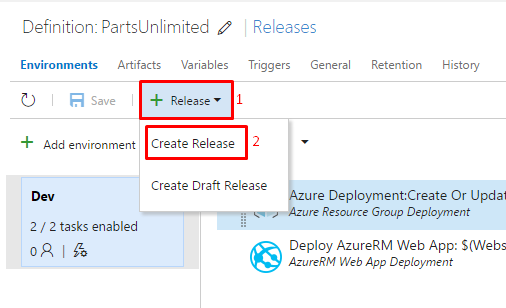 Definition: PartsUnlimited | Releases
Environments Artifacts Variables Triggers General Retention History
Save + Release 1
+ Add environment
Create Release 2
Create Draft Release
Dev
2 / 2 tasks enabled
0
Azure Deployment:Create Or Upda
Azure Resource Group Deployment
Deploy AzureRM Web App: $(Webs
AzureRM Web App Deployment